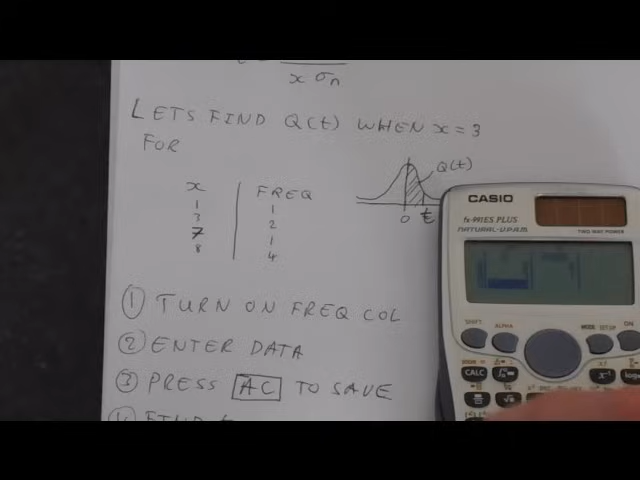 x σn
LETS FIND Q(t) WHEN x = 3
FOR
x FREQ
1 1
3 2
7 1
8 4
Q(t)
0 t
① TURN ON FREQ COL
② ENTER DATA
③ PRESS AC TO SAVE
CASIO
fx-991ES PLUS
NATURAL-V.P.A.M.
TWO WAY POWER
SHIFT ALPHA MODE SETUP ON
CALC